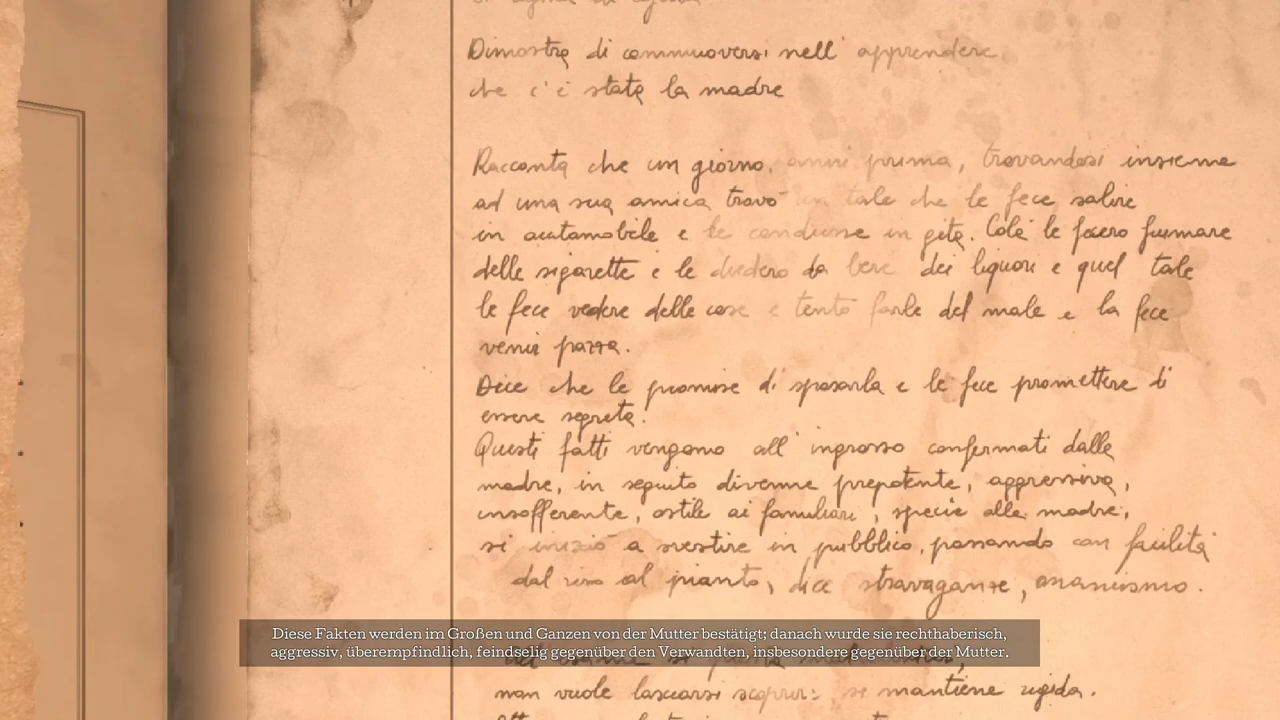 Dimostra di commuoversi nell' apprendere
che c'è stata la madre
Racconta che un giorno, anni prima, trovandosi insieme
ad una sua amica trovò un tale che le fece salire
in automobile e le condusse in gita. Colà le fecero fumare
delle sigarette e le diedero da bere dei liquori e quel tale
le fece vedere delle cose e tentò farle del male e la fece
venir pazza.
Dice che le promise di sposarla e le fece promettere di
essere segreta.
Questi fatti vengono all' ingrosso confermati dalla
madre, in seguito divenne prepotente, aggressiva,
insofferente, ostile ai familiari, specie alla madre,
si iniziò a svestire in pubblico, passando con facilità
dal riso al pianto, dice stravaganze, onanismo.
Diese Fakten werden im Großen und Ganzen von der Mutter bestätigt; danach wurde sie rechthaberisch,
aggressiv, überempfindlich, feindselig gegenüber den Verwandten, insbesondere gegenüber der Mutter.
non vuole lasciarsi scoprire: si mantiene rigida.